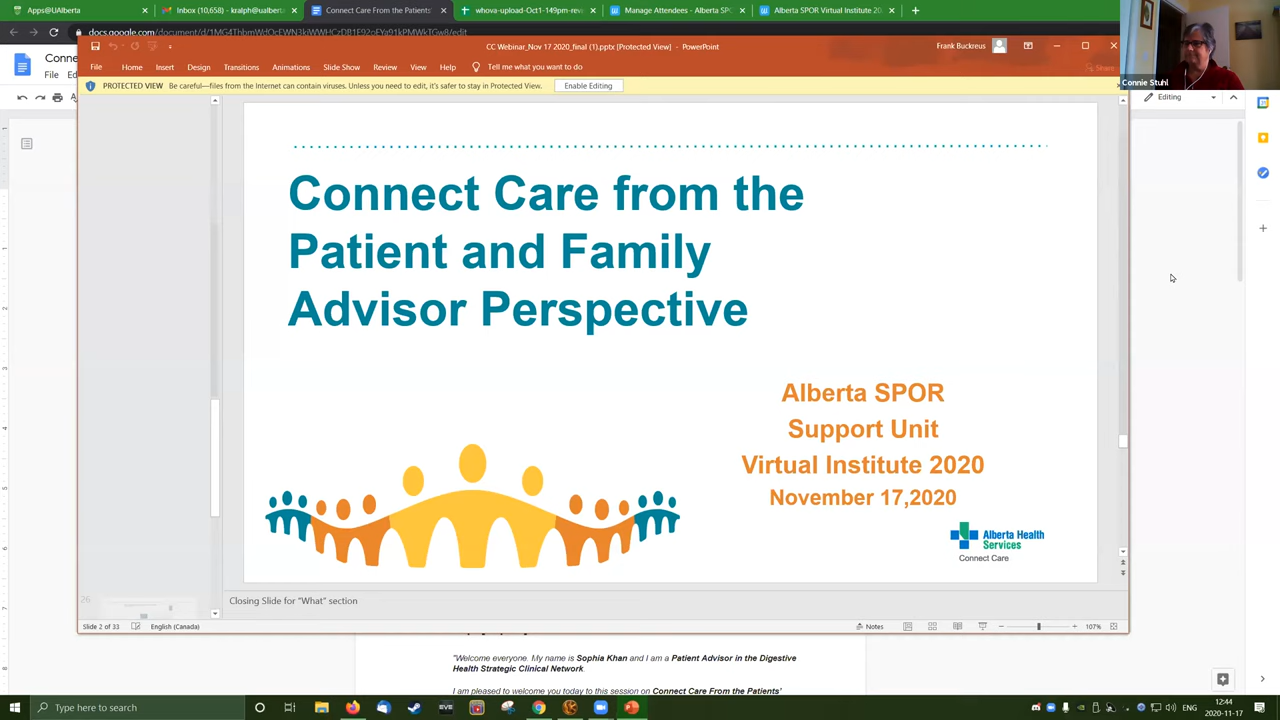 Apps @UAlberta
Inbox (10,658) - kralph@ualberta
Connect Care From the Patients'
whova-upload-Oct1-149pm-rev
Manage Attendees - Alberta SPO
Alberta SPOR Virtual Institute 20
docs.google.com/document/d/
CC Webinar_Nov 17 2020_final (1).pptx [Protected View] - PowerPoint
Frank Buckreus
File Home Insert Design Transitions Animations Slide Show Review View Help Tell me what you want to do
Share
PROTECTED VIEW Be careful—files from the Internet can contain viruses. Unless you need to edit, it's safer to stay in Protected View.
Enable Editing
Connie Stuhl
Editing
Connect Care from the
Patient and Family
Advisor Perspective
Alberta SPOR
Support Unit
Virtual Institute 2020
November 17,2020
Alberta Health
Services
Connect Care
26
Closing Slide for "What" section
Slide 2 of 33
English (Canada)
Notes
107%
"Welcome everyone. My name is Sophia Khan and I am a Patient Advisor in the Digestive
Health Strategic Clinical Network.
I am pleased to welcome you today to this session on Connect Care From the Patients'
Type here to search
ENG
12:44
2020-11-17